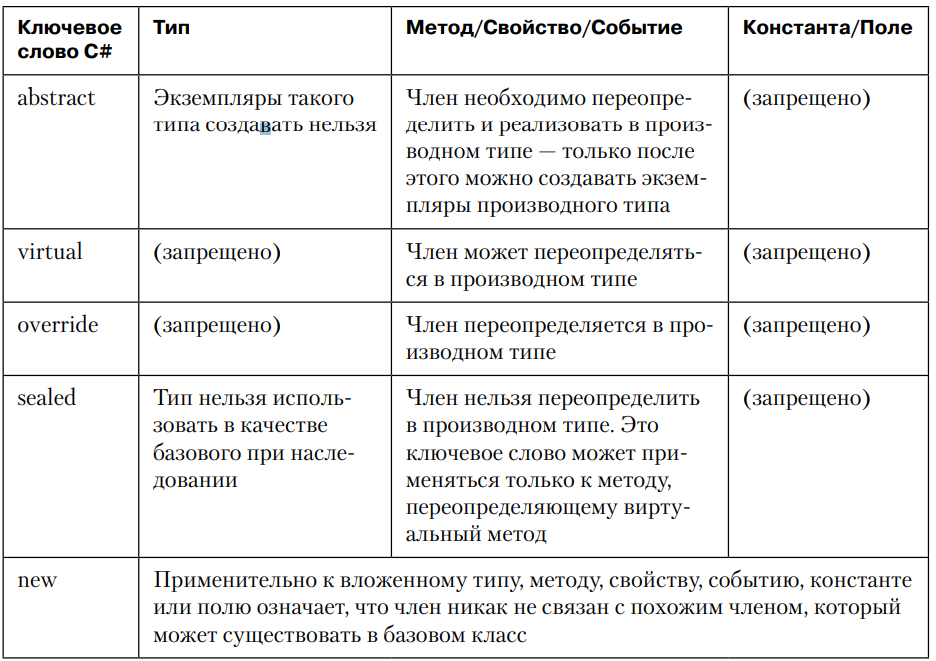 Ключевое слово C#
Тип
Метод/Свойство/Событие
Константа/Поле
abstract
Экземпляры такого
типа создавать нельзя
Член необходимо переопре-
делить и реализовать в произ-
водном типе — только после
этого можно создавать экзем-
пляры производного типа
(запрещено)
virtual
(запрещено)
Член может переопределять-
ся в производном типе
(запрещено)
override
(запрещено)
Член переопределяется в про-
изводном типе
(запрещено)
sealed
Тип нельзя исполь-
зовать в качестве
базового при насле-
довании
Член нельзя переопределить
в производном типе. Это
ключевое слово может при-
меняться только к методу,
переопределяющему вирту-
альный метод
(запрещено)
new
Применительно к вложенному типу, методу, свойству, событию, константе
или полю означает, что член никак не связан с похожим членом, который
может существовать в базовом класс